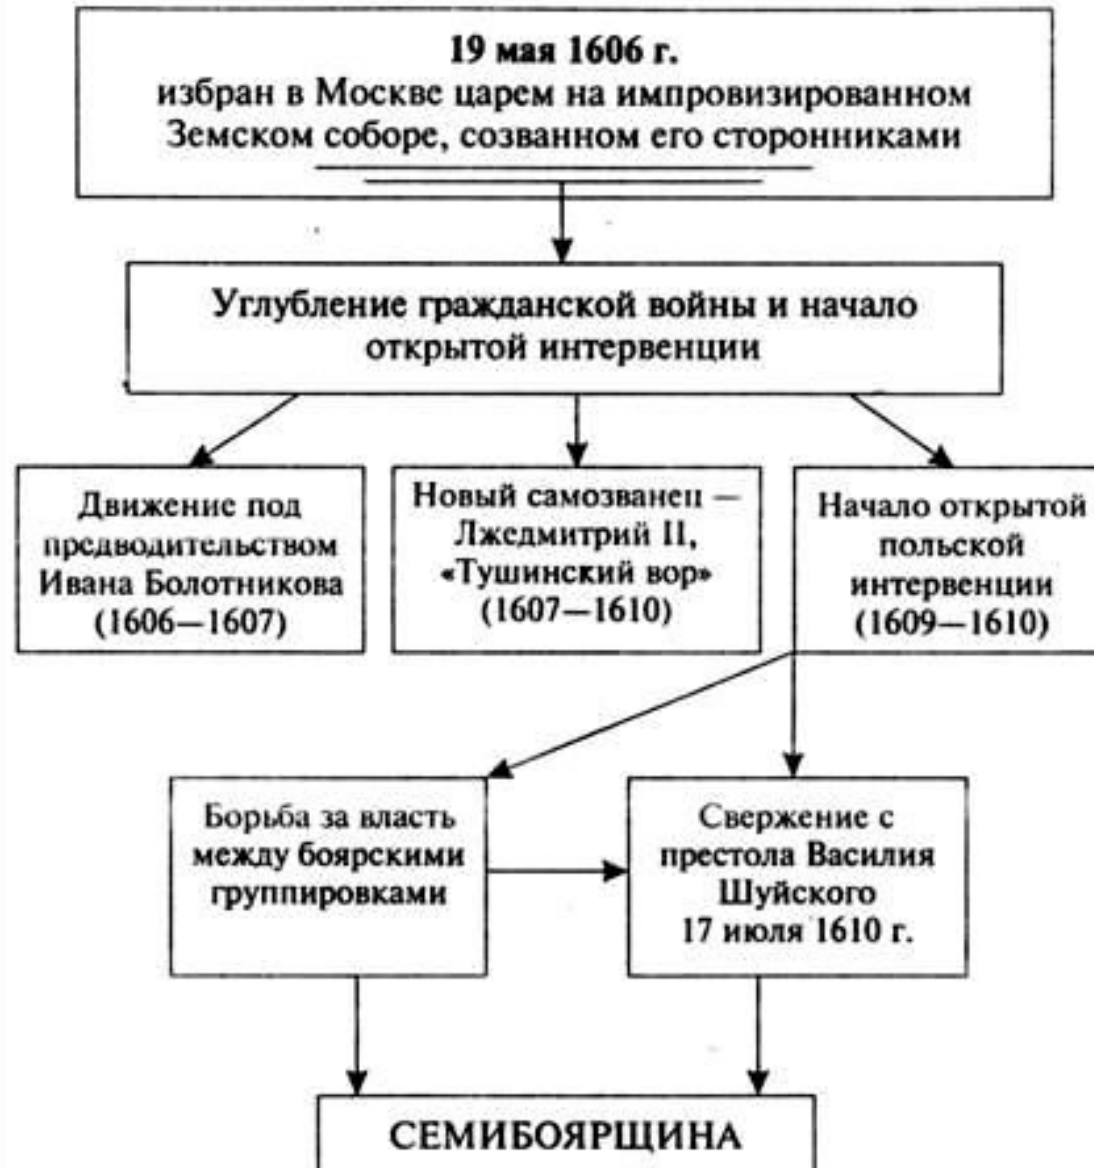 19 мая 1606 г.
избран в Москве царем на импровизированном
Земском соборе, созванном его сторонниками
Углубление гражданской войны и начало
открытой интервенции
Движение под
предводительством
Ивана Болотникова
(1606—1607)
Новый самозванец —
Лжедмитрий II,
«Тушинский вор»
(1607—1610)
Начало открытой
польской
интервенции
(1609—1610)
Борьба за власть
между боярскими
группировками
Свержение с
престола Василия
Шуйского
17 июля 1610 г.
СЕМИБОЯРЩИНА